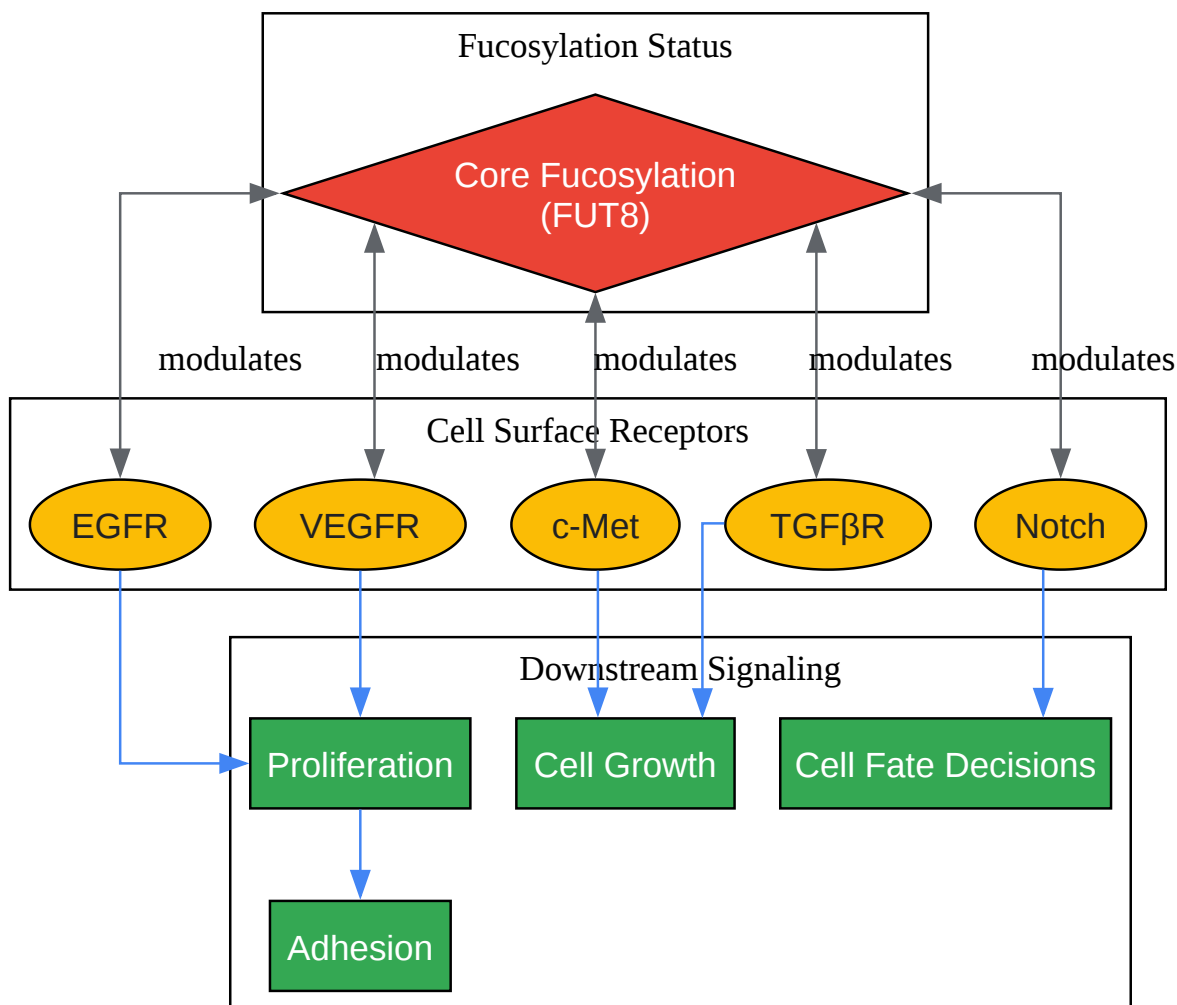 Fucosylation Status
Core Fucosylation
(FUT8)
modulates
modulates
modulates
modulates
modulates
Cell Surface Receptors
EGFR
VEGFR
c-Met
TGFβR
Notch
Downstream Signaling
Proliferation
Cell Growth
Cell Fate Decisions
Adhesion